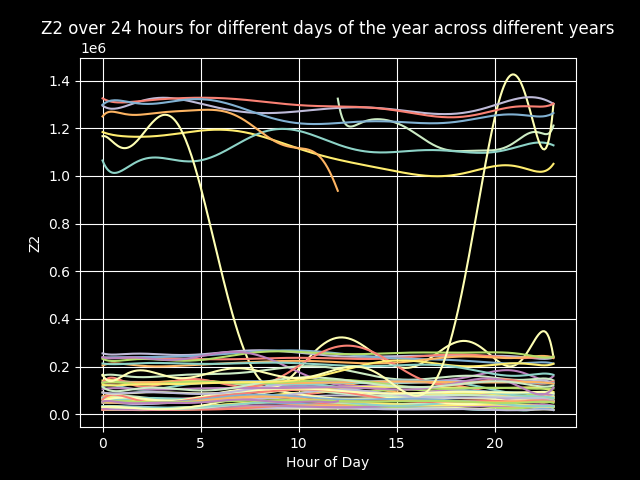 Z2 over 24 hours for different days of the year across different years
1e6
1.4
1.2
1.0
0.8
0.6
0.4
0.2
0.0
Z2
0 5 10 15 20
Hour of Day